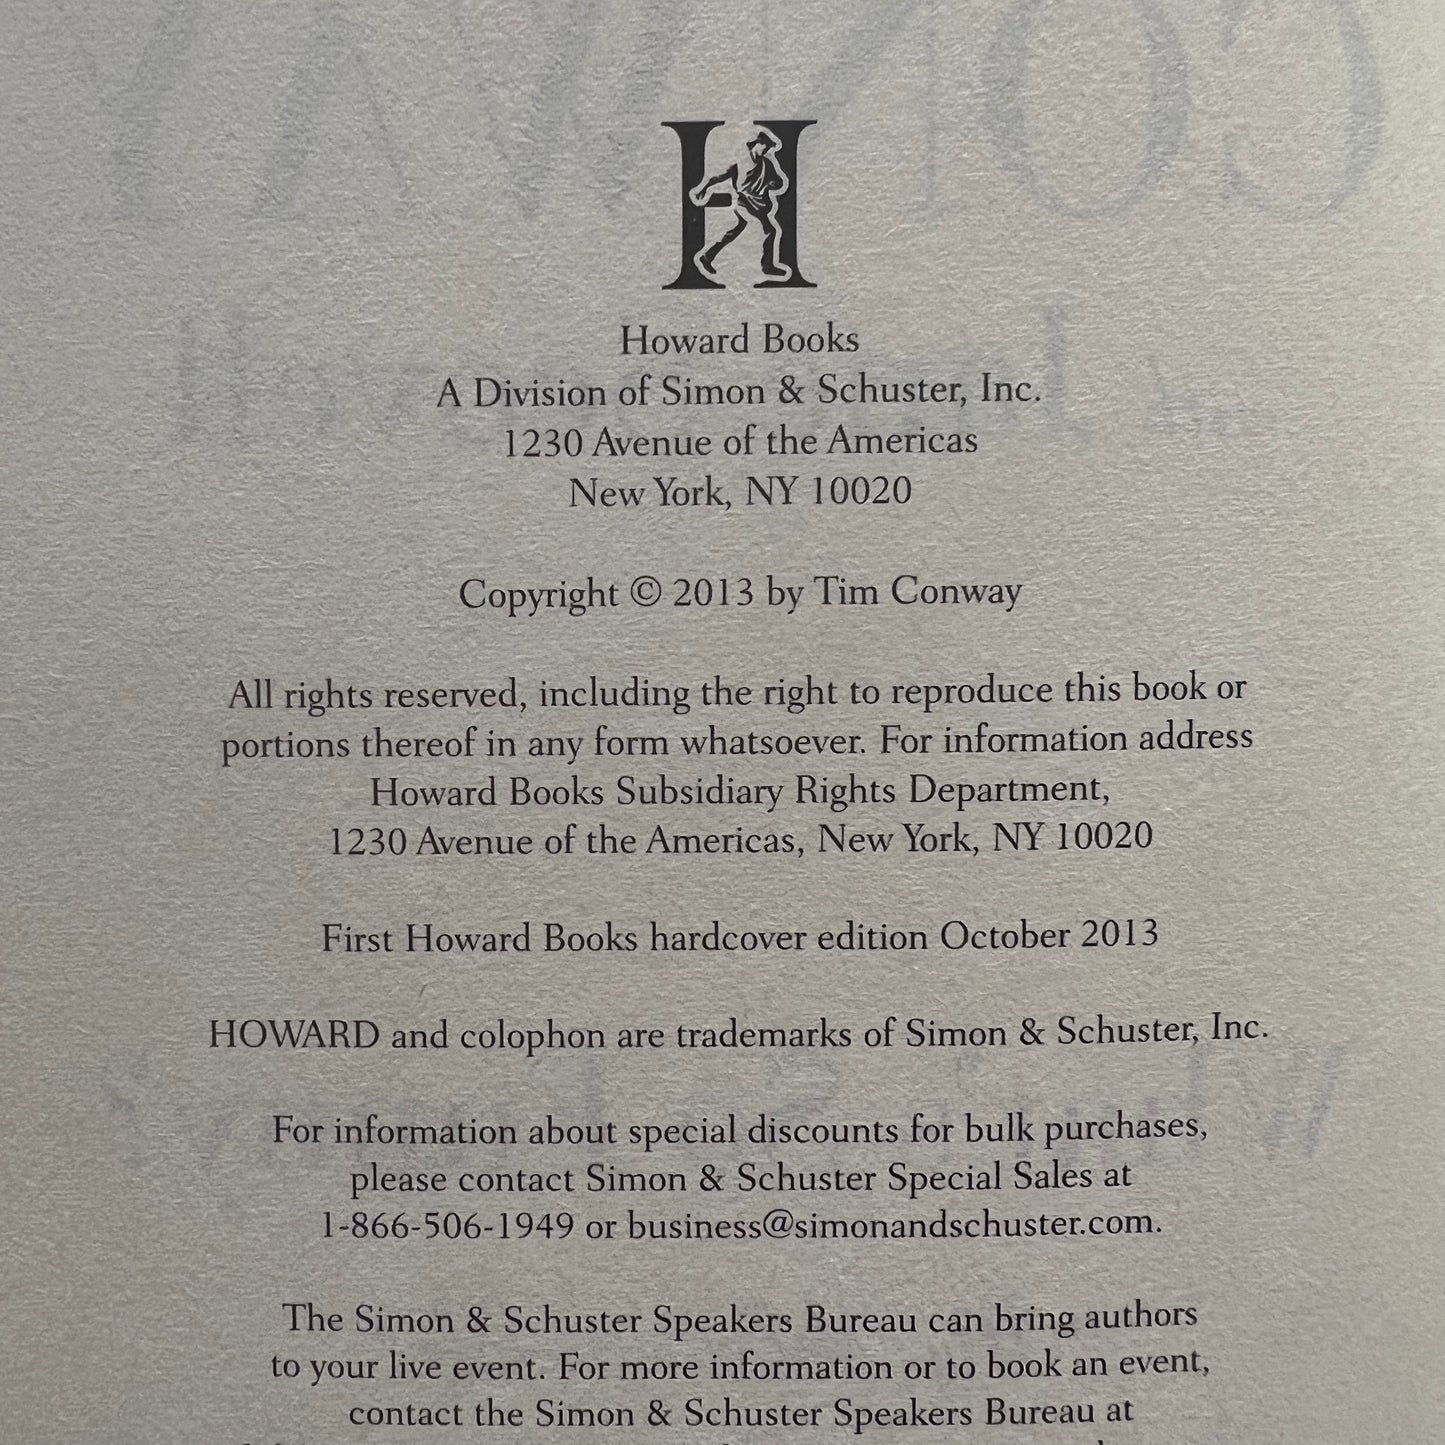 H
Howard Books
A Division of Simon & Schuster, Inc.
1230 Avenue of the Americas
New York, NY 10020
Copyright © 2013 by Tim Conway
All rights reserved, including the right to reproduce this book or
portions thereof in any form whatsoever. For information address
Howard Books Subsidiary Rights Department,
1230 Avenue of the Americas, New York, NY 10020
First Howard Books hardcover edition October 2013
HOWARD and colophon are trademarks of Simon & Schuster, Inc.
For information about special discounts for bulk purchases,
please contact Simon & Schuster Special Sales at
1-866-506-1949 or business@simonandschuster.com.
The Simon & Schuster Speakers Bureau can bring authors
to your live event. For more information or to book an event,
contact the Simon & Schuster Speakers Bureau at